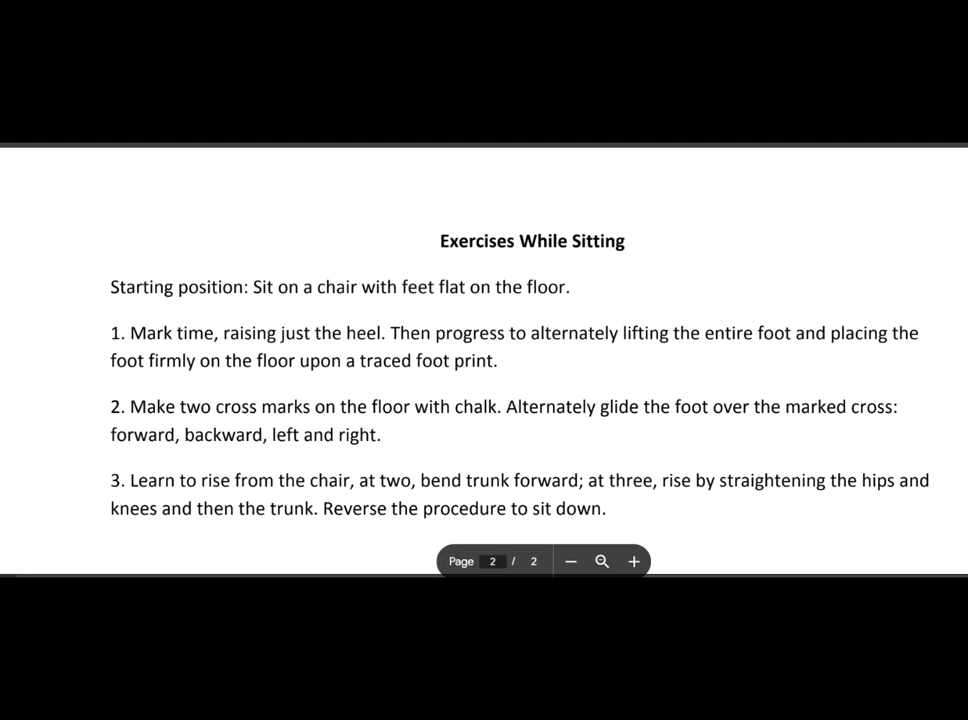 Exercises While Sitting
Starting position: Sit on a chair with feet flat on the floor.
1. Mark time, raising just the heel. Then progress to alternately lifting the entire foot and placing the
foot firmly on the floor upon a traced foot print.
2. Make two cross marks on the floor with chalk. Alternately glide the foot over the marked cross:
forward, backward, left and right.
3. Learn to rise from the chair, at two, bend trunk forward; at three, rise by straightening the hips and
knees and then the trunk. Reverse the procedure to sit down.
Page 2 / 2